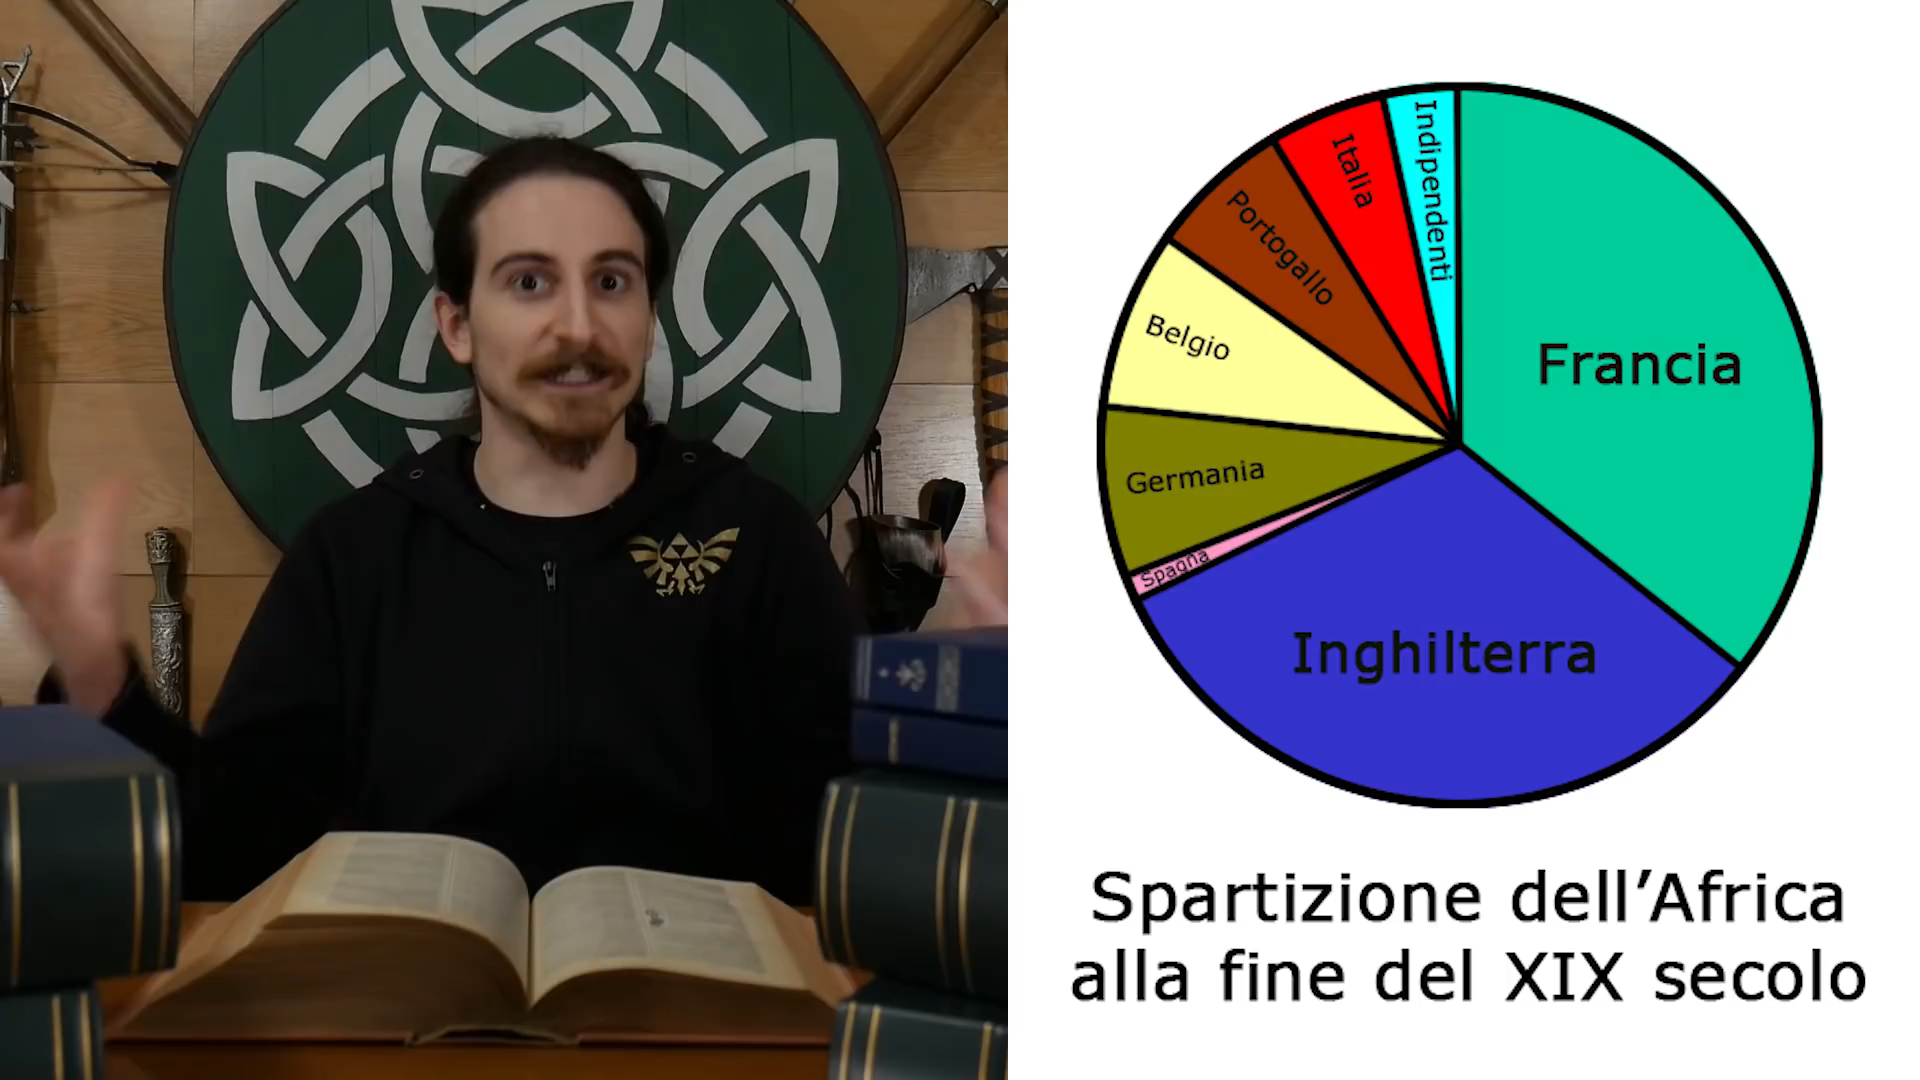 Indipendenti
Italia
Portogallo
Belgio
Germania
Spagna
Francia
Inghilterra
Spartizione dell’Africa
alla fine del XIX secolo